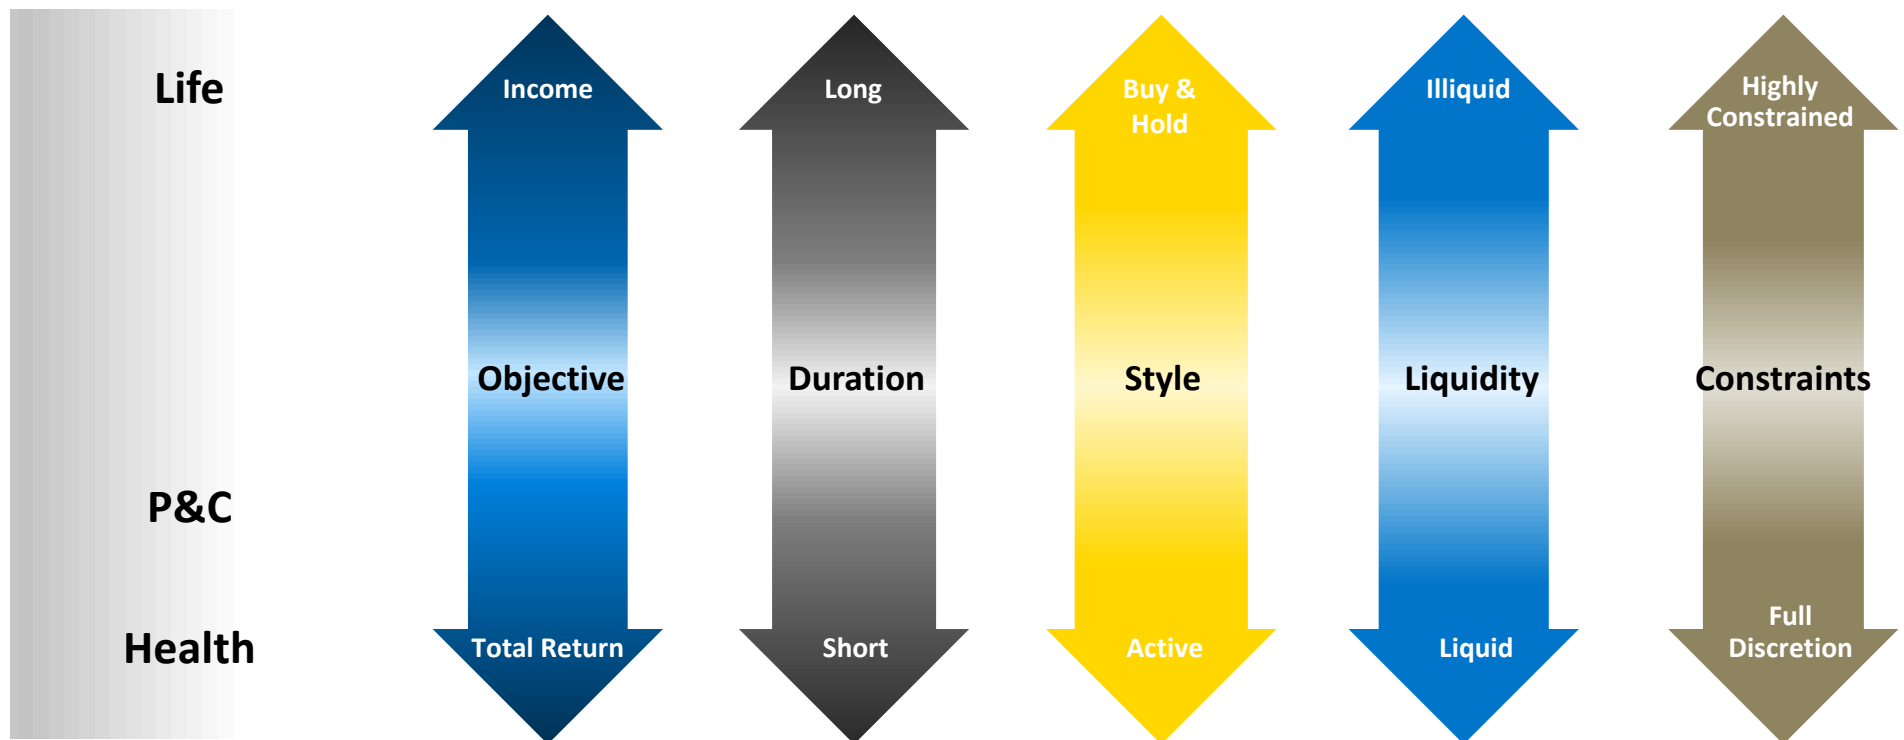 Life
Income
Long
Buy &
Hold
Illiquid
Highly
Constrained
Objective
Duration
Style
Liquidity
Constraints
P&C
Health
Total Return
Short
Active
Liquid
Full
Discretion